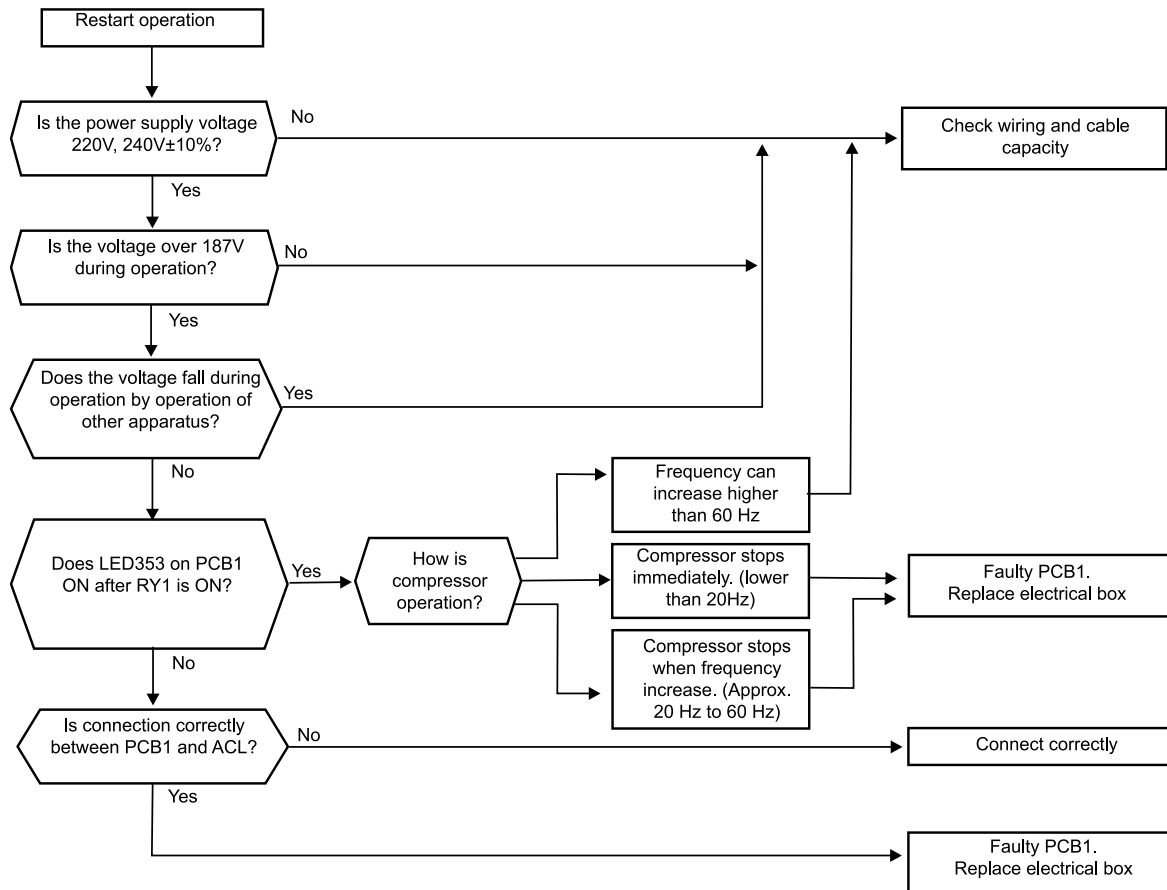 Restart operation
Is the power supply voltage
220V, 240V±10%?
No
Check wiring and cable
capacity
Yes
Is the voltage over 187V
during operation?
No
Yes
Does the voltage fall during
operation by operation of
other apparatus?
Yes
No
Frequency can
increase higher
than 60 Hz
Does LED353 on PCB1
ON after RY1 is ON?
Yes
How is
compressor
operation?
Compressor stops
immediately. (lower
than 20Hz)
Faulty PCB1.
Replace electrical box
Compressor stops
when frequency
increase. (Approx.
20 Hz to 60 Hz)
No
Is connection correctly
between PCB1 and ACL?
No
Connect correctly
Yes
Faulty PCB1.
Replace electrical box